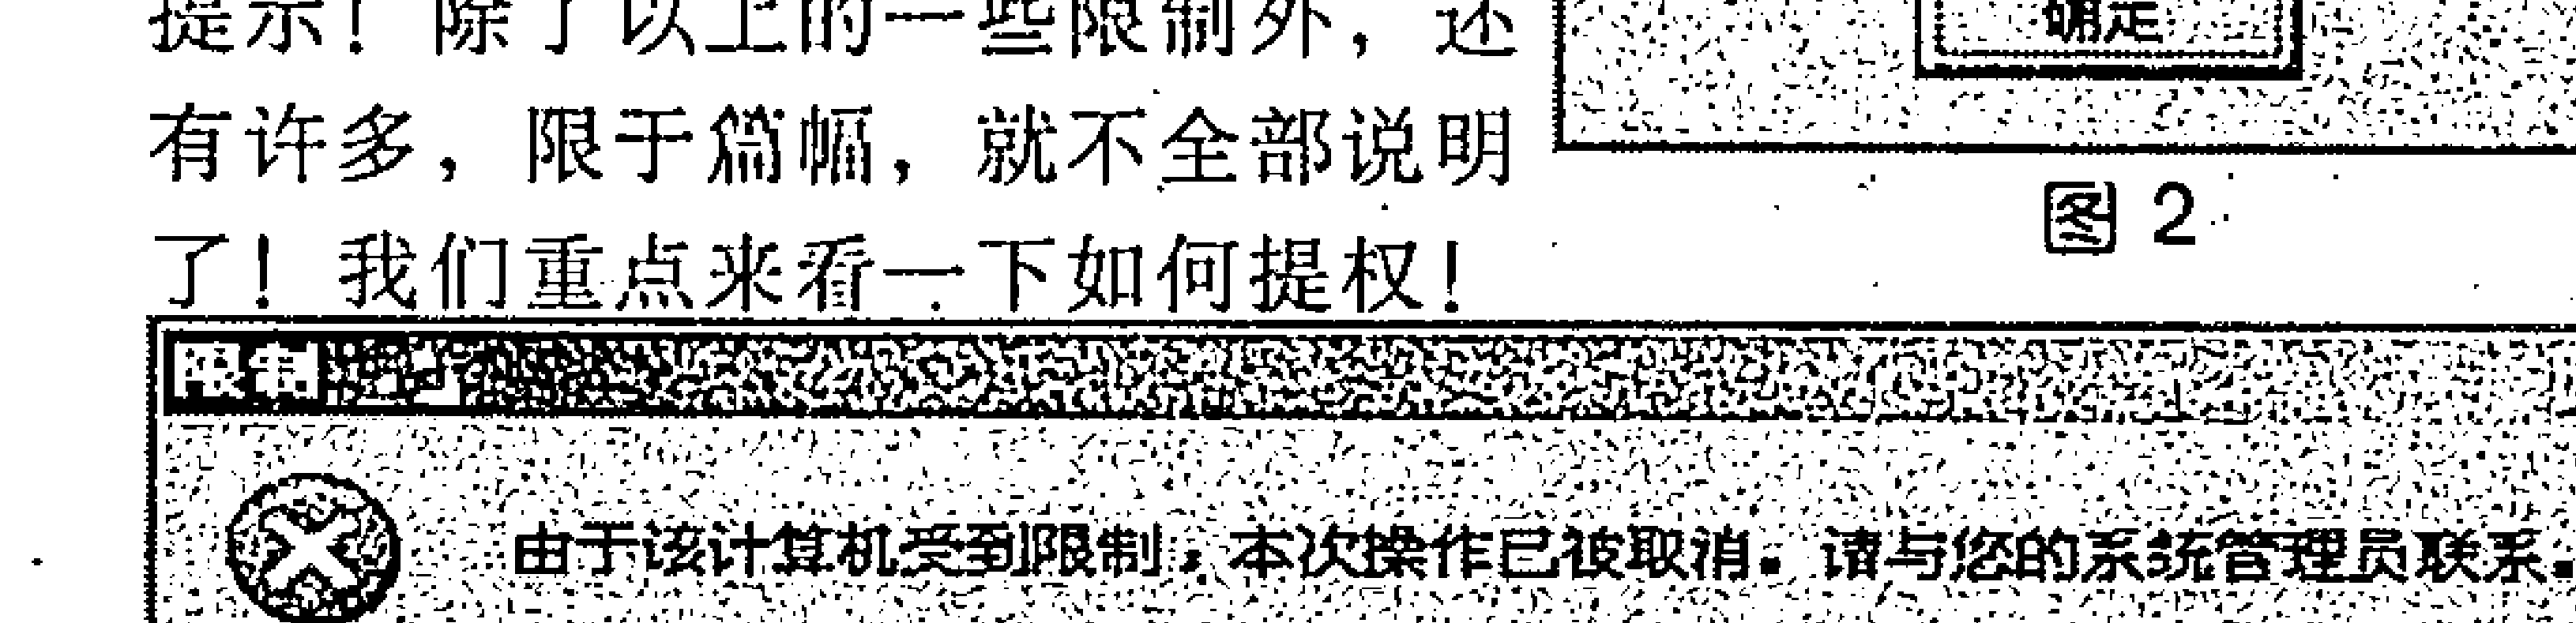 提示！除了以上的一些限制外，还
有许多，限于篇幅，就不全部说明
了！我们重点来看一下如何提权！
确定
图 2
限制
由于该计算机受到限制，本次操作已被取消。请与您的系统管理员联系。